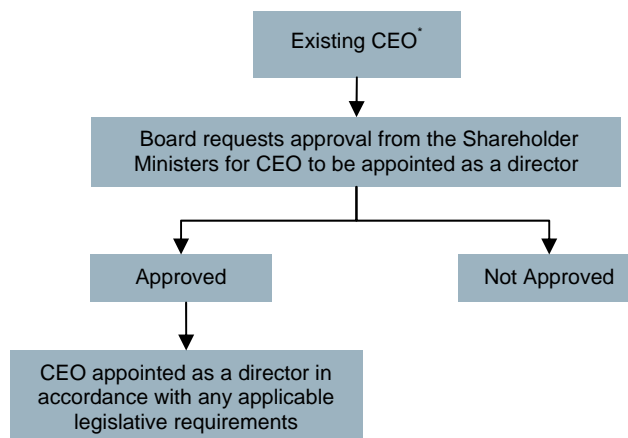 Existing CEO*
Board requests approval from the Shareholder
Ministers for CEO to be appointed as a director
Approved
Not Approved
CEO appointed as a director in
accordance with any applicable
legislative requirements